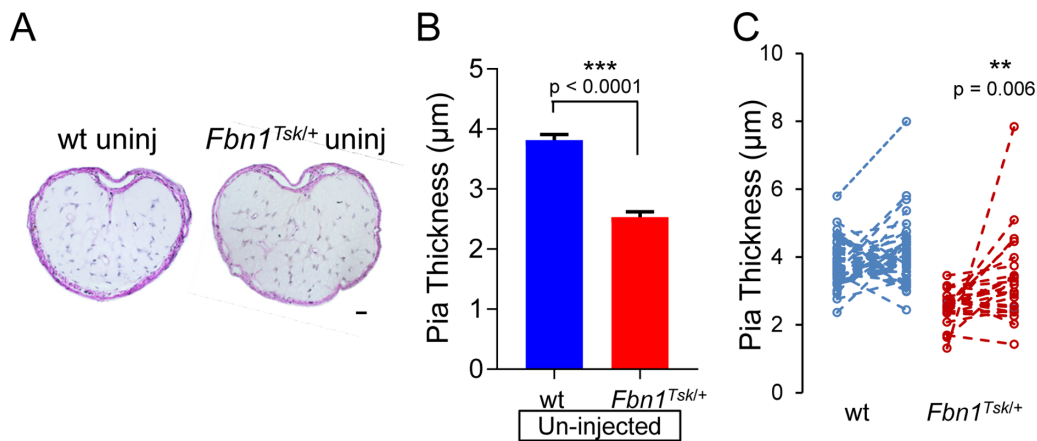 A
wt uninj
Fbn1Tsk/+ uninj
B
Pia Thickness (μm)
5
4
3
2
1
0
***
p < 0.0001
wt
Fbn1Tsk/+
Un-injected
C
Pia Thickness (μm)
10
8
6
4
2
0
**
p = 0.006
wt
Fbn1Tsk/+